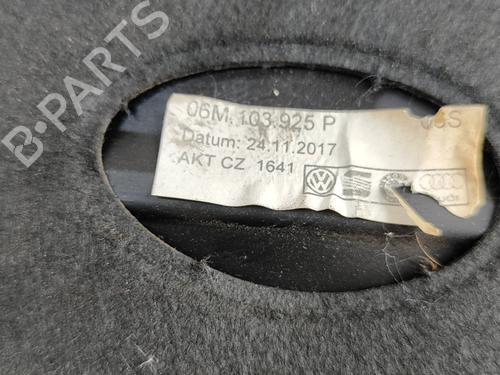 06M.103.925 P
Datum: 24.11.2017
AKT CZ 1641
B-PARTS